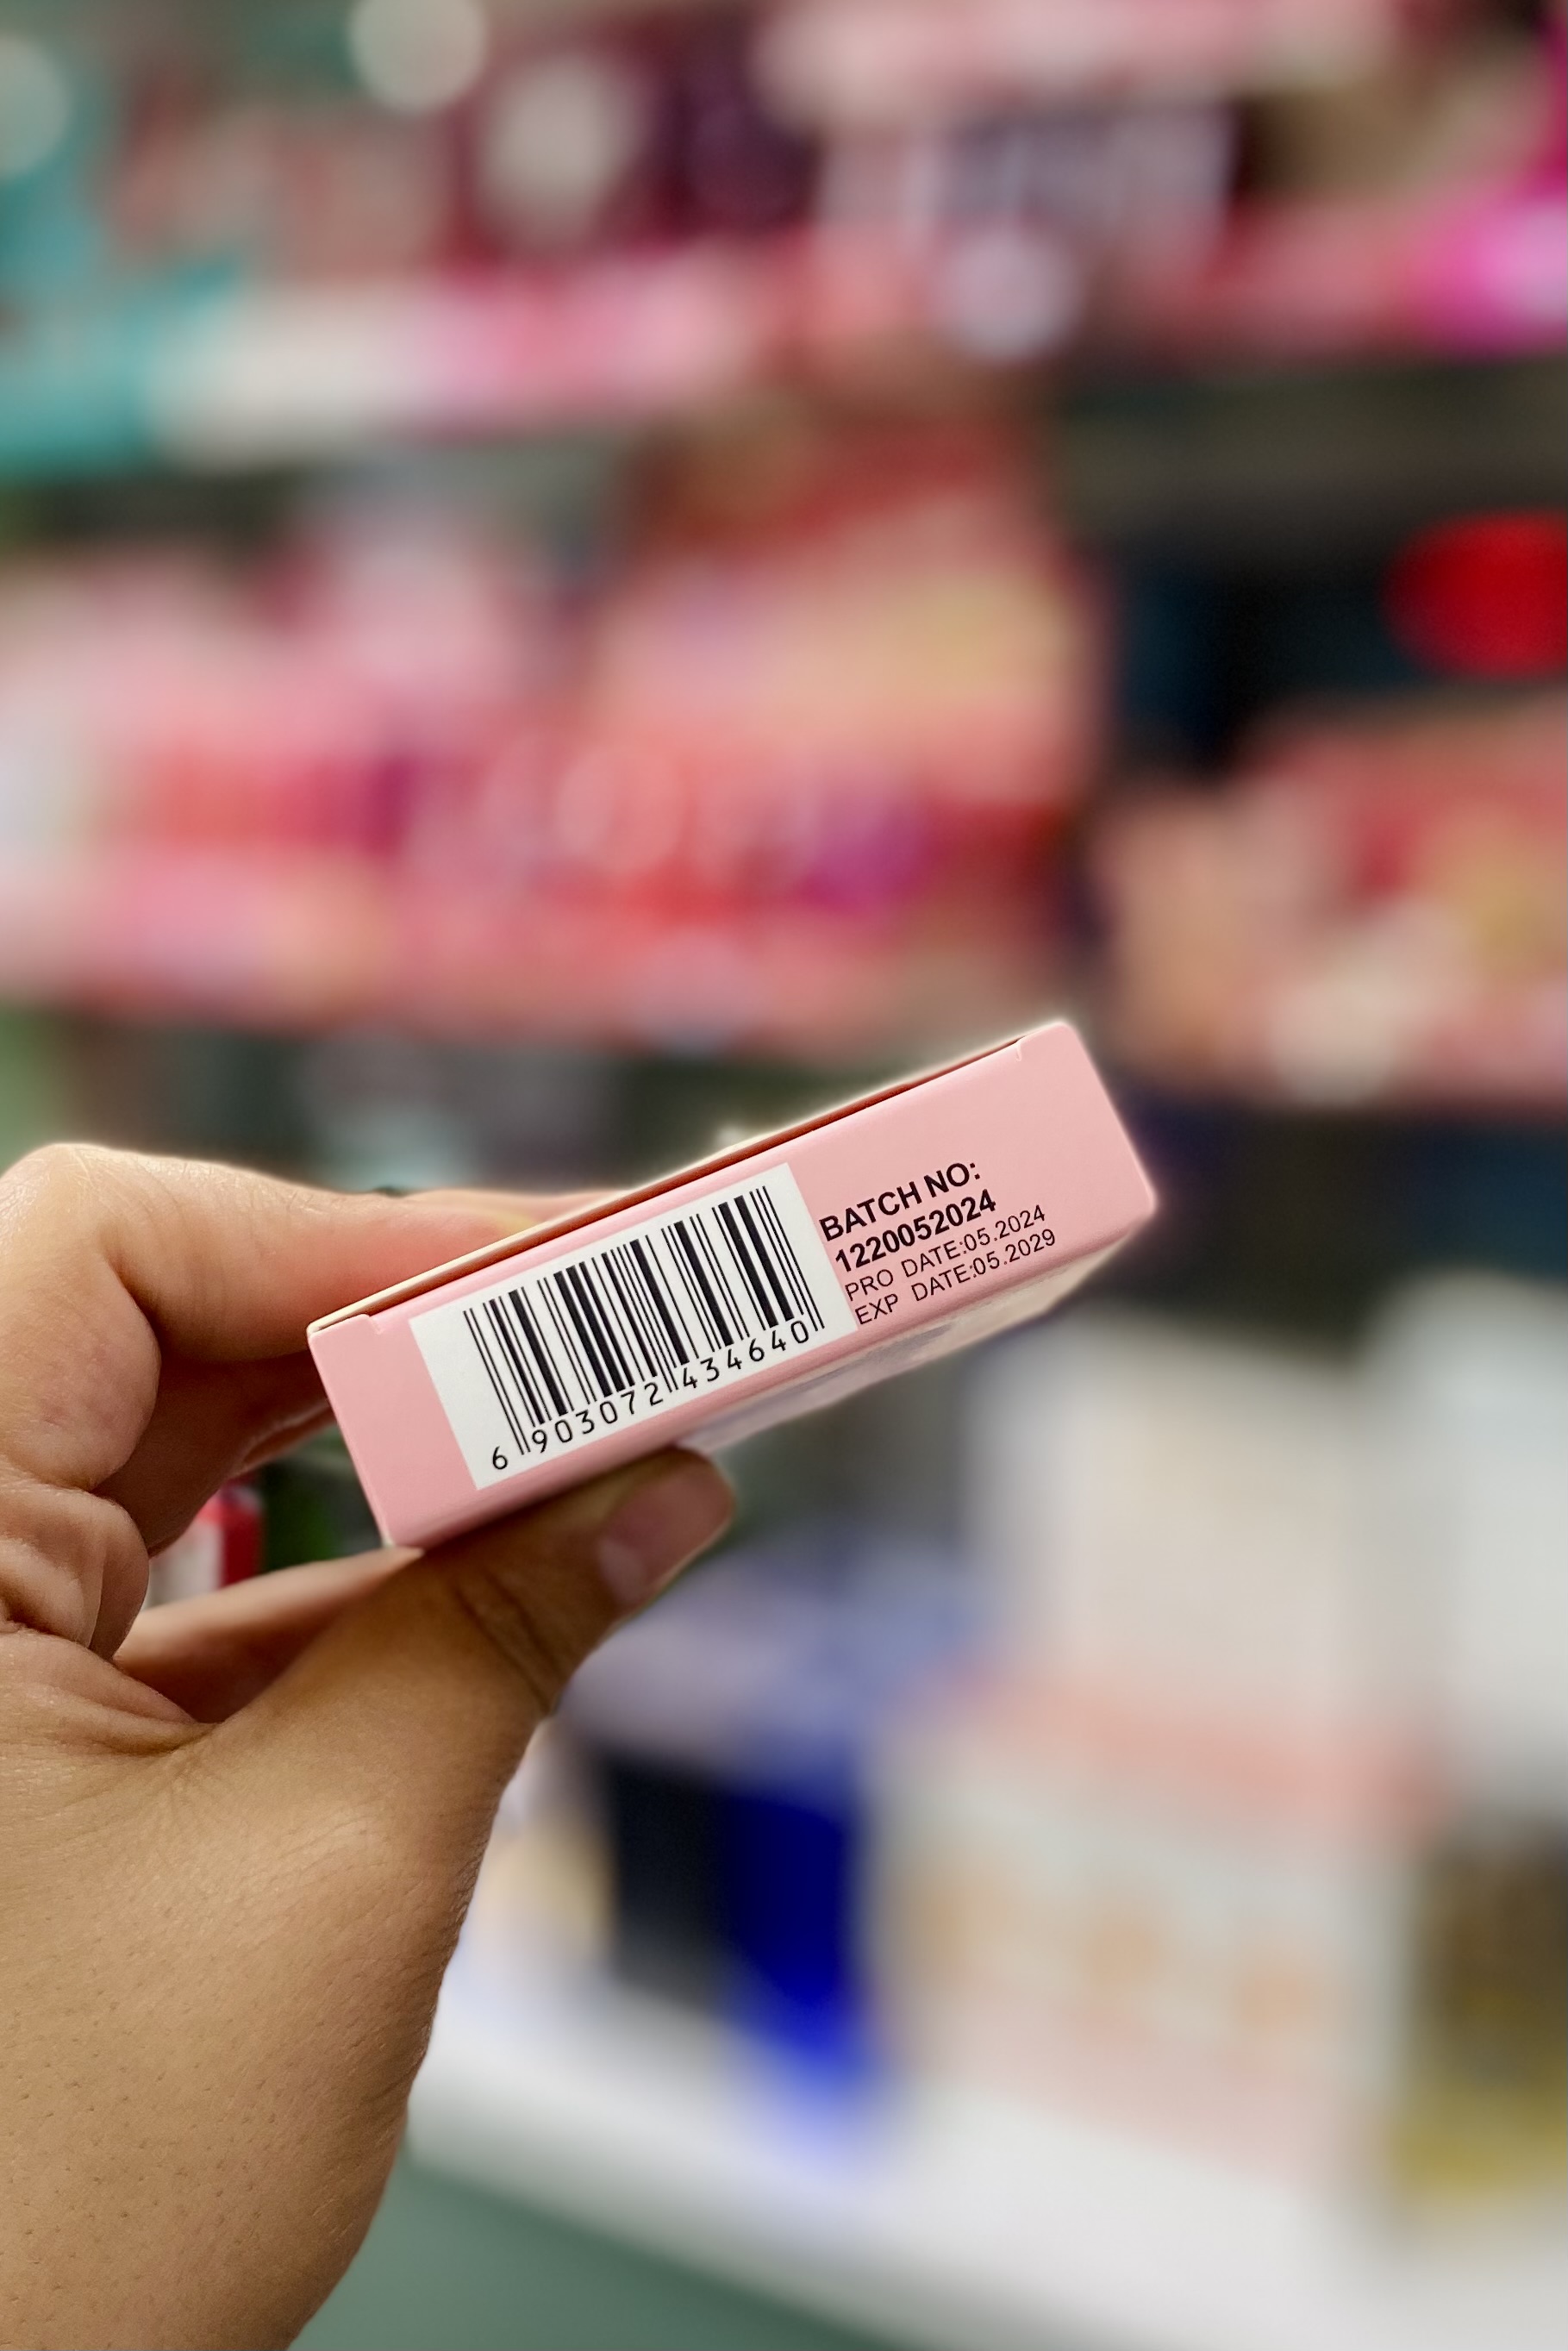 BATCH NO:
1220052024
PRO DATE:05.2024
EXP DATE:05.2029
6 903072 434640